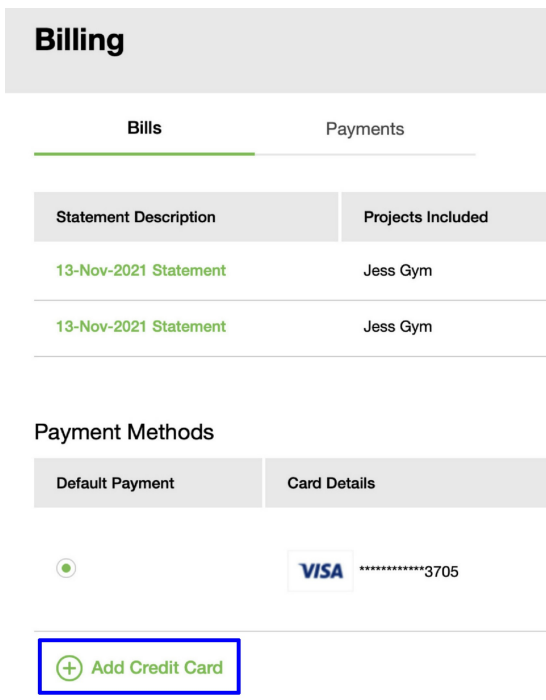 Billing
Bills Payments
Statement Description Projects Included
13-Nov-2021 Statement Jess Gym
13-Nov-2021 Statement Jess Gym
Payment Methods
Default Payment Card Details
VISA ************3705
Add Credit Card